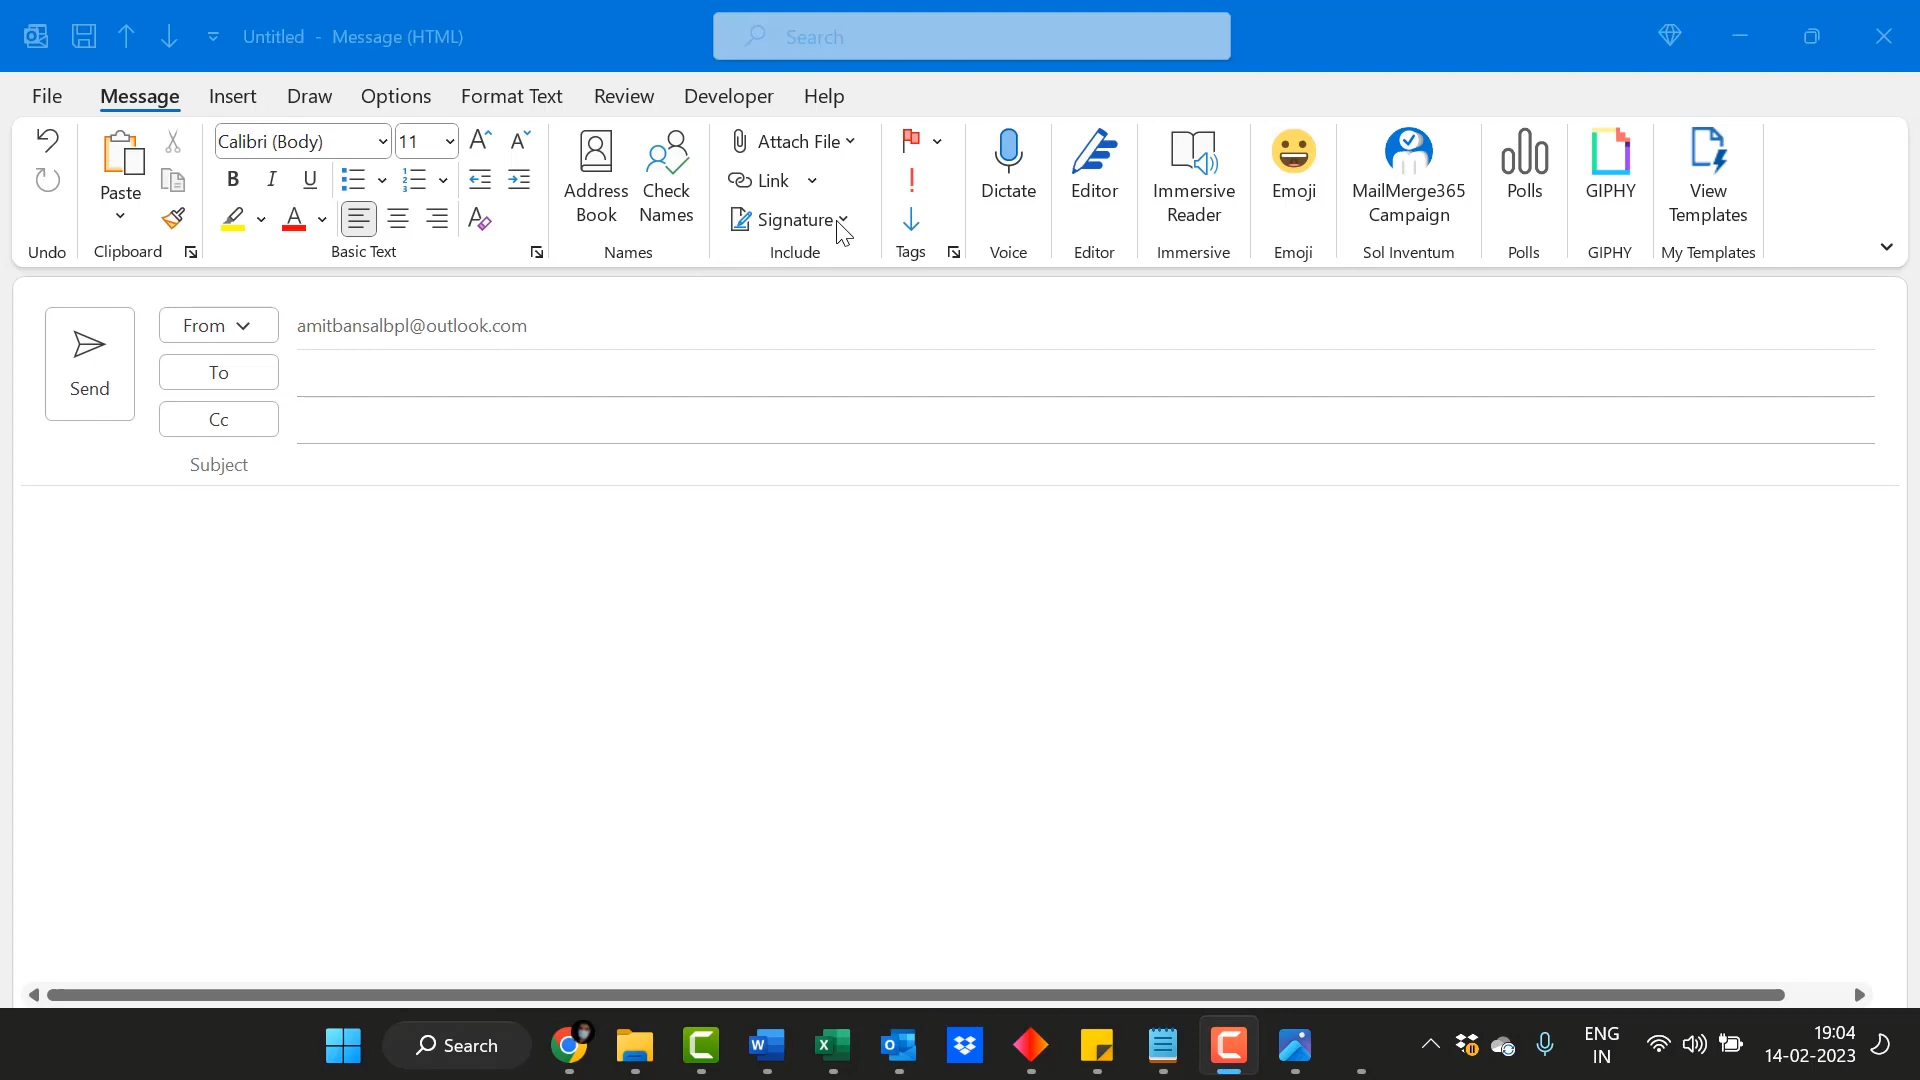 Untitled - Message (HTML)
Search
File Message Insert Draw Options Format Text Review Developer Help
Calibri (Body) 11
Attach File
Paste
B I U
Link
Address Book
Check Names
Signature
Dictate
Editor
Immersive Reader
Emoji
MailMerge365 Campaign
Polls
GIPHY
View Templates
Undo Clipboard Basic Text Names Include Tags Voice Editor Immersive Emoji Sol Inventum Polls GIPHY My Templates
Send
From amitbansalbpl@outlook.com
To
Cc
Subject
Search
ENG
IN
19:04
14-02-2023